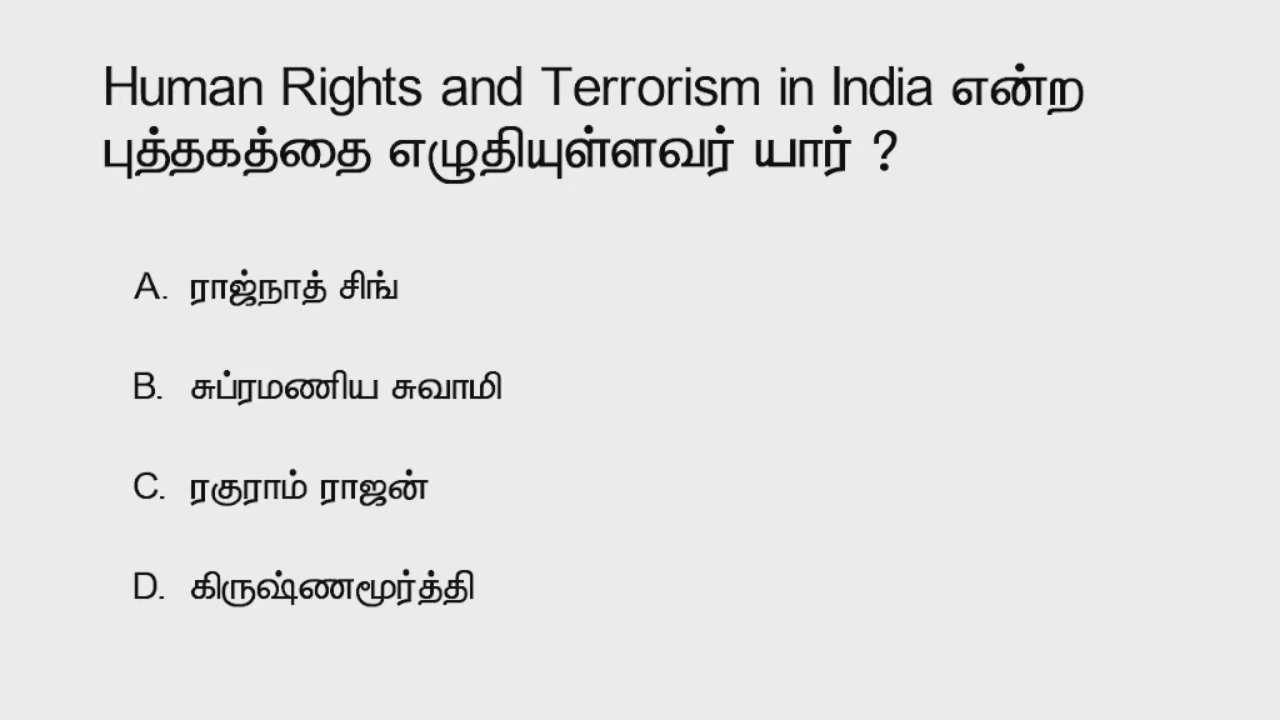 Human Rights and Terrorism in India என்ற
புத்தகத்தை எழுதியுள்ளவர் யார் ?
A. ராஜ்நாத் சிங்
B. சுப்ரமணிய சுவாமி
C. ரகுராம் ராஜன்
D. கிருஷ்ணமூர்த்தி